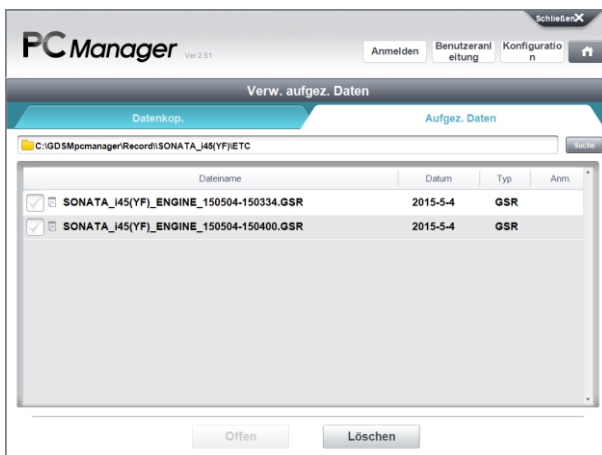 SchließenX
PC Manager Ver 2.51
Anmelden
Benutzeranl
eitung
Konfiguratio
n
Verw. aufgez. Daten
Datenkop.
Aufgez. Daten
C:\GDSMpcmanager\Record\\SONATA_i45(YF)\ETC
Suche
Dateiname Datum Typ Anm.
SONATA_i45(YF)_ENGINE_150504-150334.GSR 2015-5-4 GSR
SONATA_i45(YF)_ENGINE_150504-150400.GSR 2015-5-4 GSR
Offen
Löschen